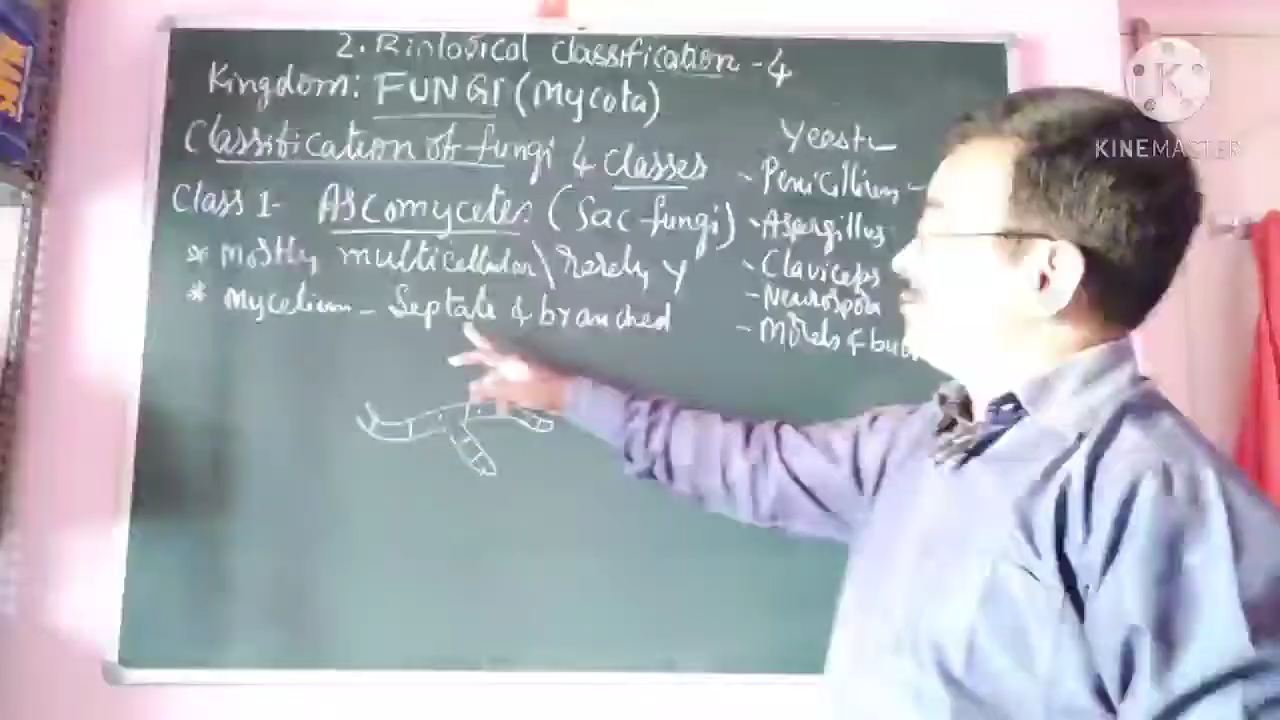 2. Biological classification - 4
Kingdom: FUNGI (Mycota)
Classification of fungi 4 classes
Class 1- Ascomycetes (Sac-fungi)
* Mostly multicellular \ rarely y
* Mycelium - Septate & branched
Yeast
- Penicillium -
- Aspergillus
- Claviceps
- Neurospora
- Morels &
KINEMASTER